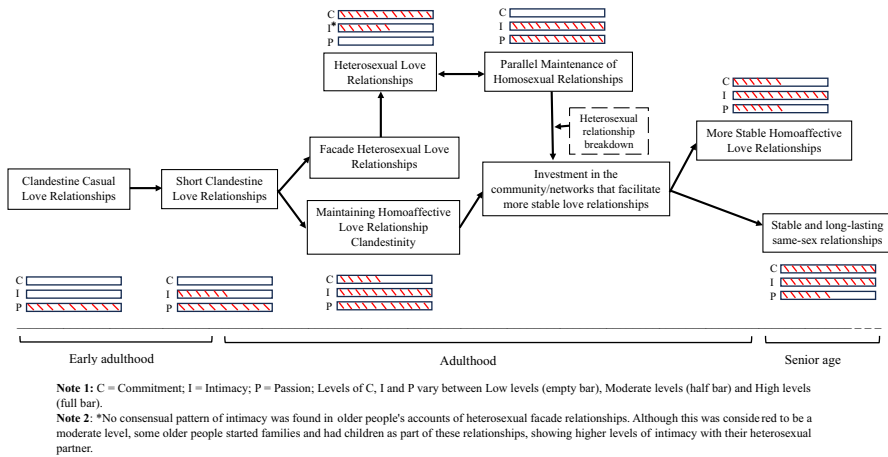 C
I*
P
C
I
P
Heterosexual Love
Relationships
Parallel Maintenance of
Homosexual Relationships
C
I
P
Heterosexual
relationship
breakdown
More Stable Homoaffective
Love Relationships
Facade Heterosexual Love
Relationships
Clandestine Casual
Love Relationships
Short Clandestine
Love Relationships
Investment in the
community/networks that facilitate
more stable love relationships
Maintaining Homoaffective
Love Relationship
Clandestinity
Stable and long-lasting
same-sex relationships
C
I
P
C
I
P
C
I
P
C
I
P
Early adulthood
Adulthood
Senior age
Note 1: C = Commitment; I = Intimacy; P = Passion; Levels of C, I and P vary between Low levels (empty bar), Moderate levels (half bar) and High levels
(full bar).
Note 2: *No consensual pattern of intimacy was found in older people's accounts of heterosexual facade relationships. Although this was considered to be a
moderate level, some older people started families and had children as part of these relationships, showing higher levels of intimacy with their heterosexual
partner.